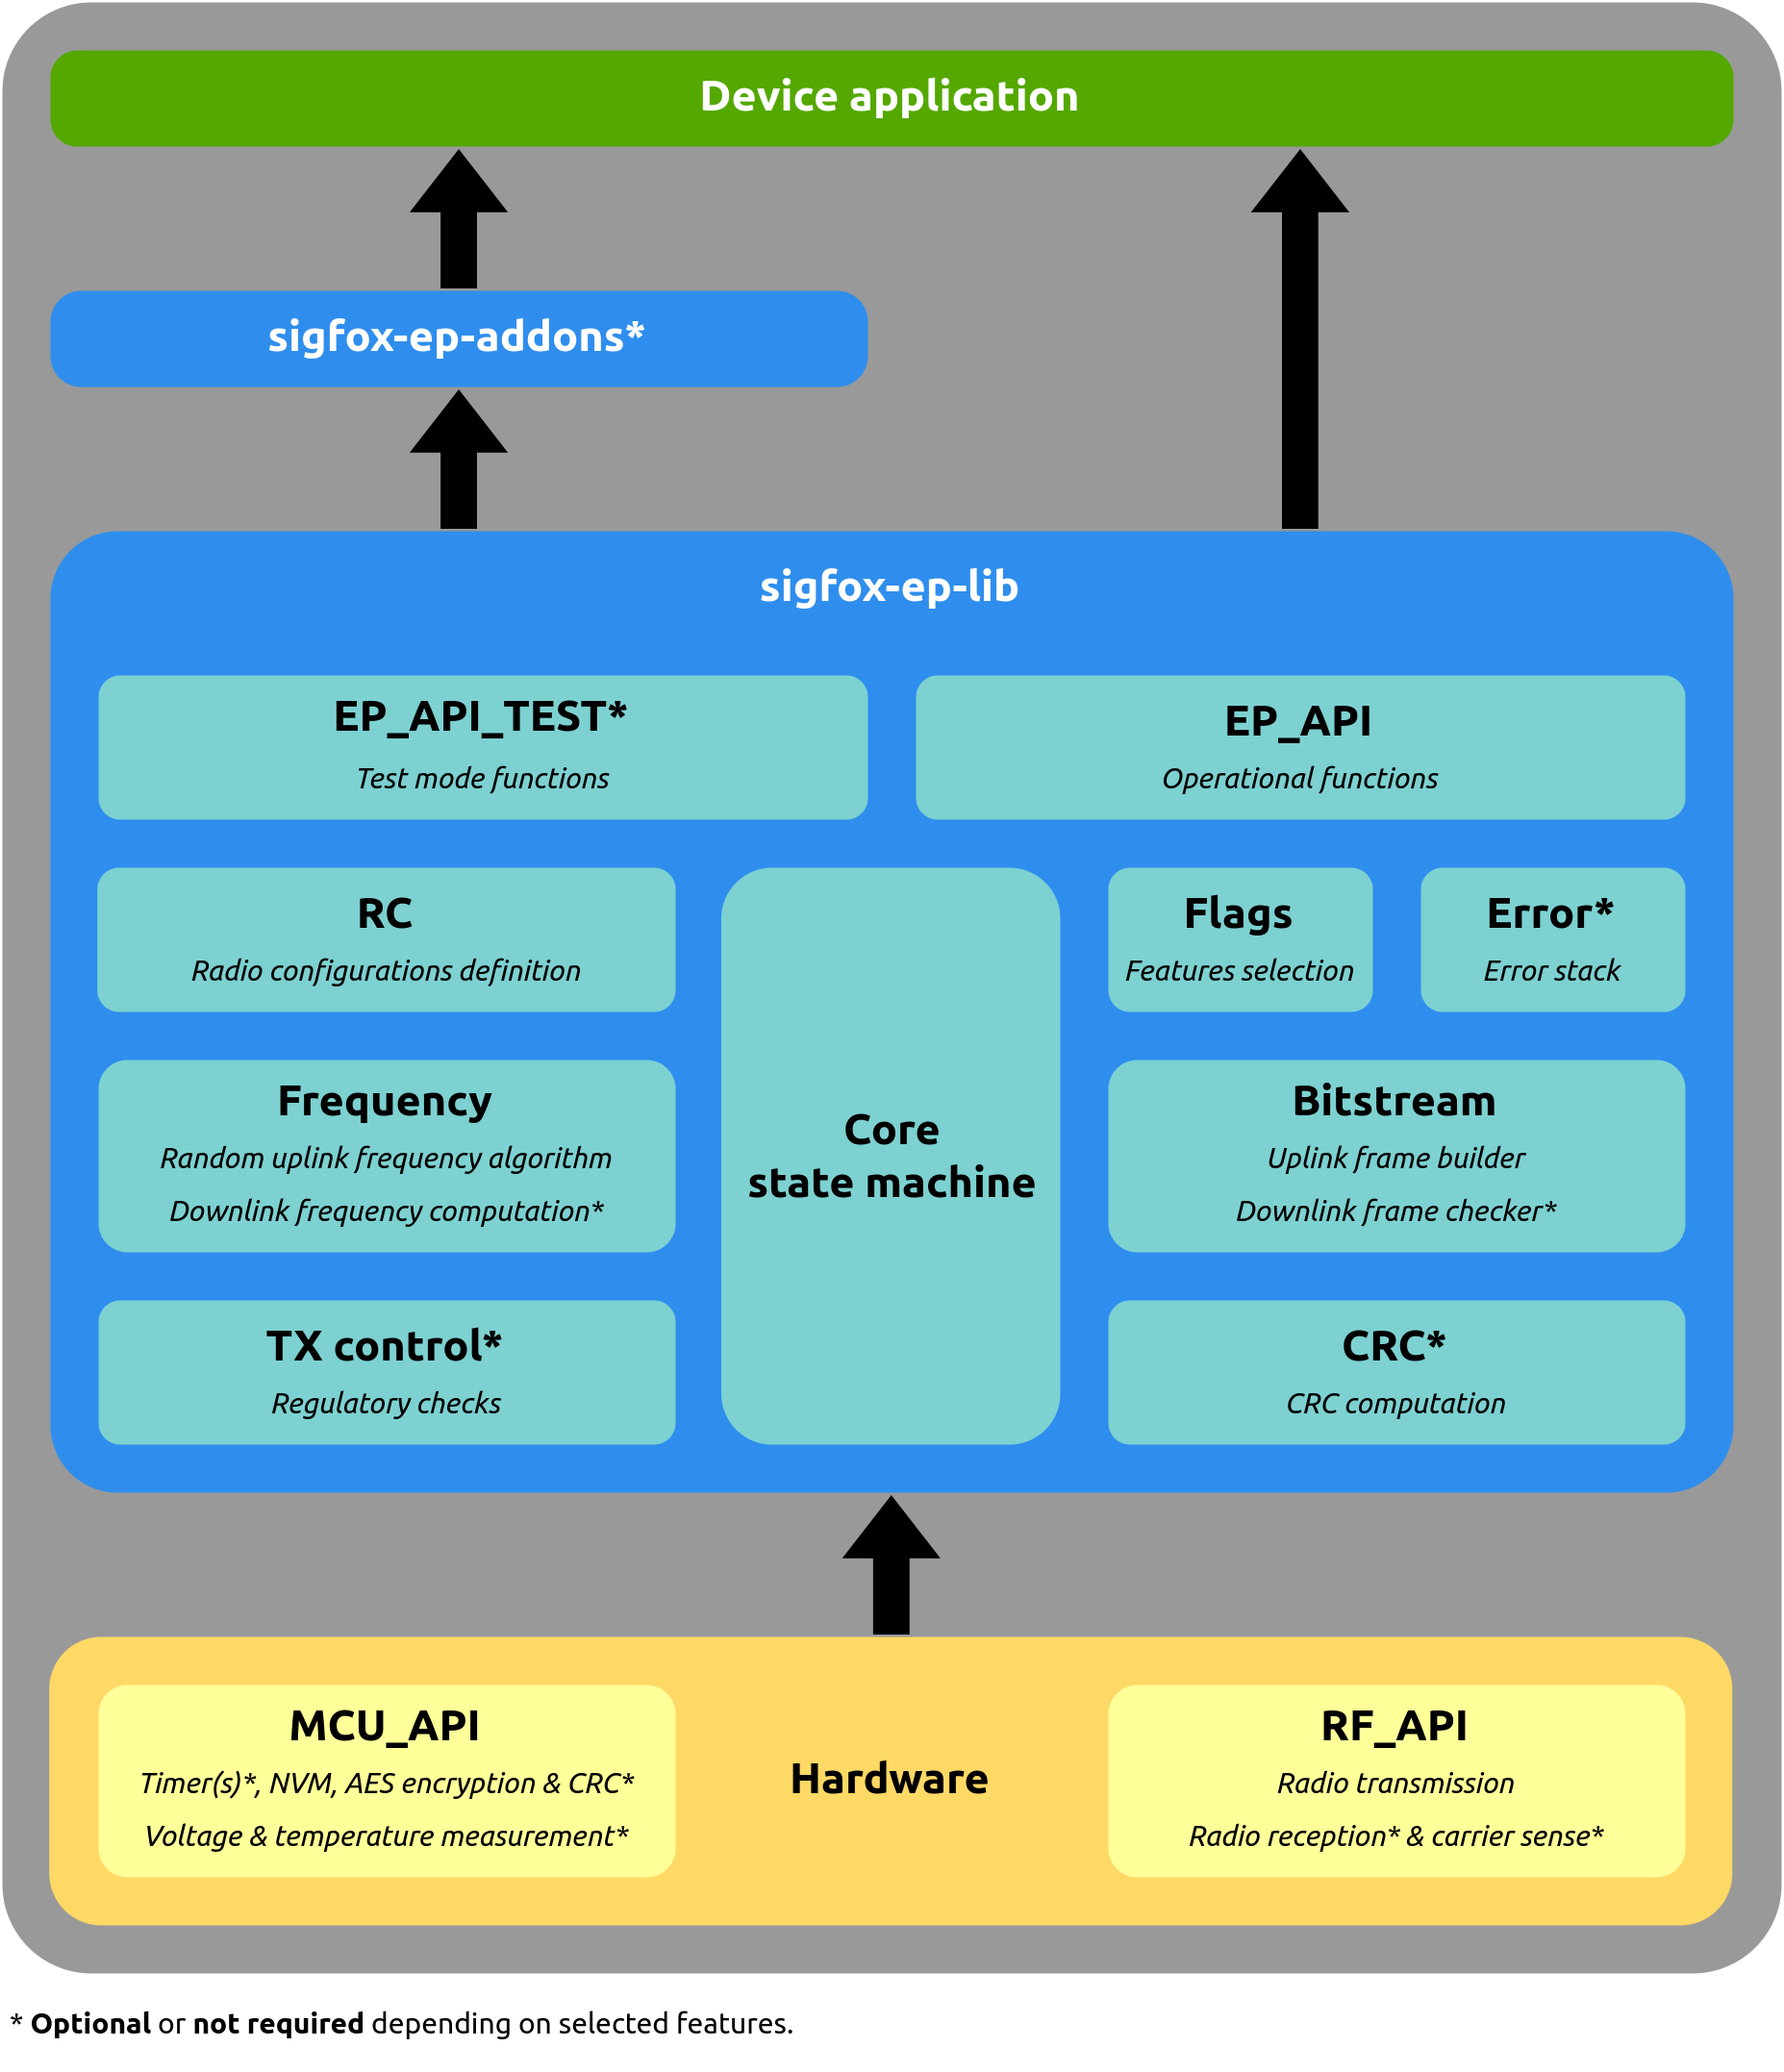 Device application
sigfox-ep-addons*
sigfox-ep-lib
EP_API_TEST*
Test mode functions
EP_API
Operational functions
RC
Radio configurations definition
Flags
Features selection
Error*
Error stack
Frequency
Random uplink frequency algorithm
Downlink frequency computation*
Core
state machine
Bitstream
Uplink frame builder
Downlink frame checker*
TX control*
Regulatory checks
CRC*
CRC computation
MCU_API
Timer(s)*, NVM, AES encryption & CRC*
Voltage & temperature measurement*
Hardware
RF_API
Radio transmission
Radio reception* & carrier sense*
* Optional or not required depending on selected features.